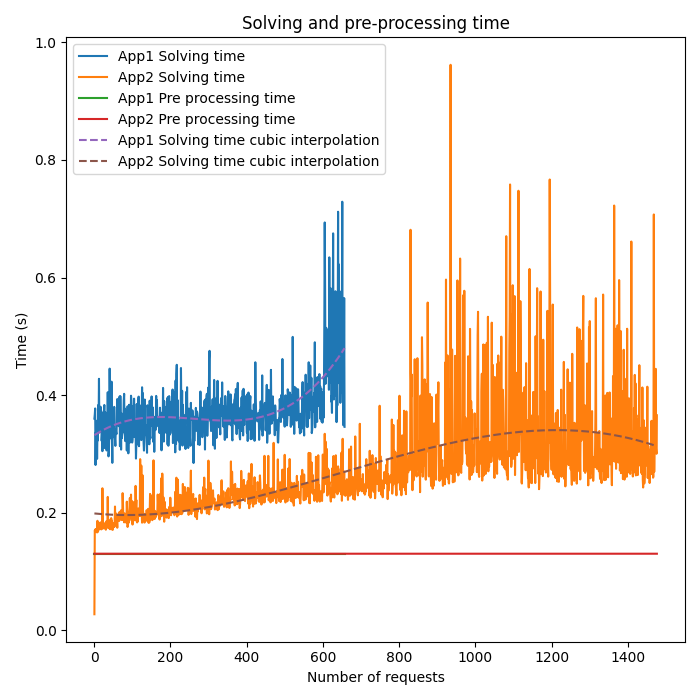 Solving and pre-processing time
App1 Solving time
App2 Solving time
App1 Pre processing time
App2 Pre processing time
App1 Solving time cubic interpolation
App2 Solving time cubic interpolation
1.0
0.8
0.6
0.4
0.2
0.0
Time (s)
0 200 400 600 800 1000 1200 1400
Number of requests